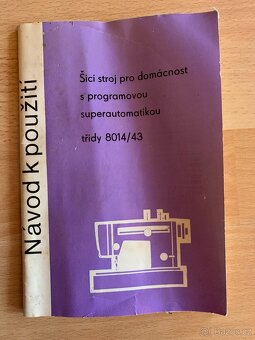 Návod k použití
Šicí stroj pro domácnost
s programovou
superautomatikou
třídy 8014/43